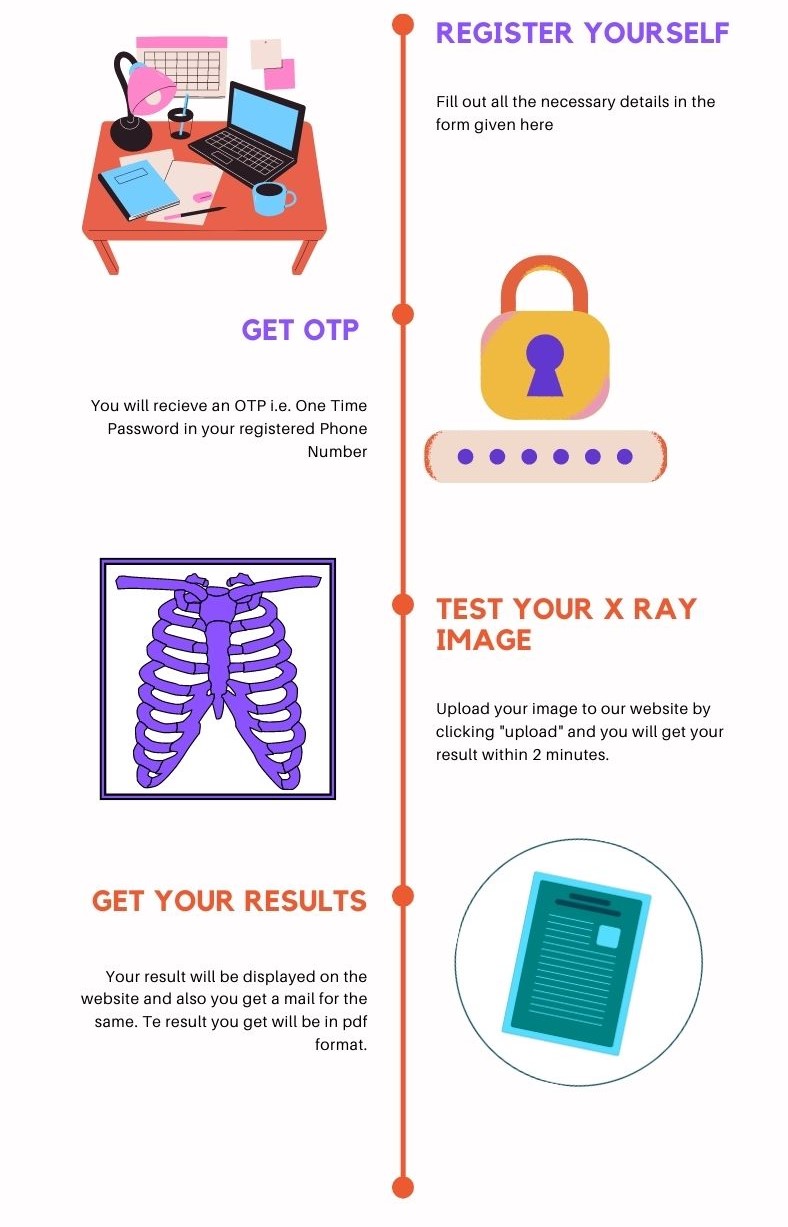 REGISTER YOURSELF
Fill out all the necessary details in the
form given here
GET OTP
You will recieve an OTP i.e. One Time
Password in your registered Phone
Number
TEST YOUR X RAY
IMAGE
Upload your image to our website by
clicking "upload" and you will get your
result within 2 minutes.
GET YOUR RESULTS
Your result will be displayed on the
website and also you get a mail for the
same. Te result you get will be in pdf
format.